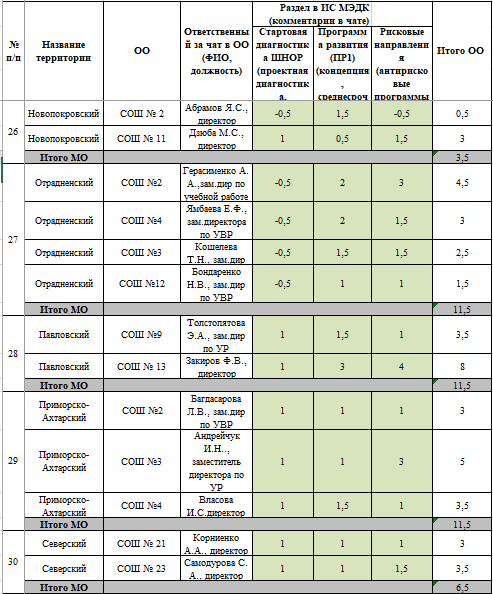 № п/п
Название территории
ОО
Ответственны
й за чат в ОО
(ФИО,
должность)
Раздел в ИС МЭДК
(комментарии в чате)
Стартовая
диагностик
а ШНОР
(проектная
диагностик
а,
Программ
а развития
(ПР1)
(концепция
,
среднесроч
Рисковые
направлени
я
(антириско
вые
программы
Итого ОО
26
Новопокровский СОШ № 2 Абрамов Я.С., директор -0,5 1,5 -0,5 0,5
Новопокровский СОШ № 11 Дзюба М.С., директор 1 0,5 1,5 3
Итого МО 3,5
27
Отрадненский СОШ №2 Герасименко А. А.,зам.дир по учебной работе -0,5 2 3 4,5
Отрадненский СОШ №4 Ямбаева Е.Ф., зам.директора по УВР -0,5 2 1,5 3
Отрадненский СОШ №3 Кошелева Т.Н., зам.дир -0,5 1,5 1,5 2,5
Отрадненский СОШ №12 Бондаренко Н.В., зам.дир по УВР -0,5 1 1 1,5
Итого МО 11,5
28
Павловский СОШ №9 Толстопятова Э.А., зам.дир по УР 1 1,5 1 3,5
Павловский СОШ № 13 Закиров Ф.В., директор 1 3 4 8
Итого МО 11,5
29
Приморско-Ахтарский СОШ №2 Багдасарова Л.В., зам.дир по УВР 1 1 1 3
Приморско-Ахтарский СОШ №3 Андрейчук И.Н.., заместитель директора по УР 1 1 3 5
Приморско-Ахтарский СОШ №4 Власова И.С.директор 1 1,5 1 3,5
Итого МО 11,5
30
Северский СОШ № 21 Корниенко А.А., директор 1 1 1 3
Северский СОШ № 23 Самодурова С. А., директор 1 1 1,5 3,5
Итого МО 6,5